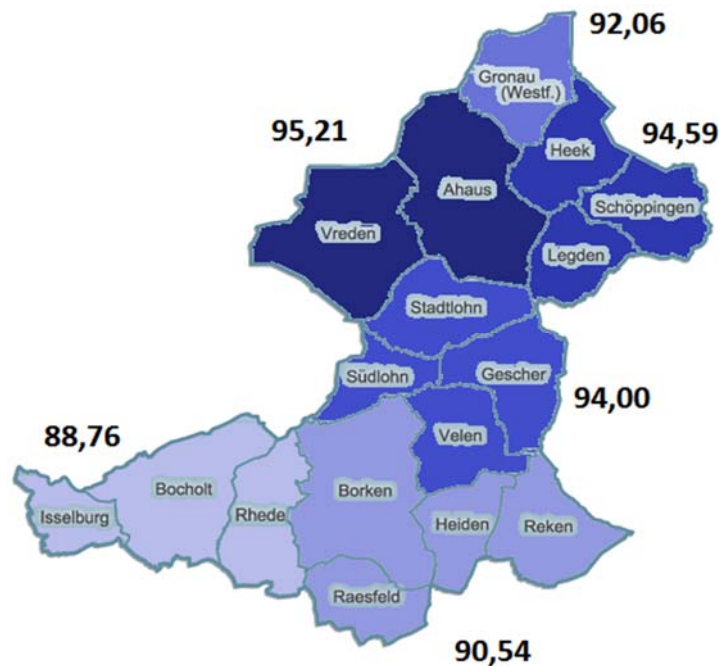 92,06
Gronau
(Westf.)
95,21
94,59
Heek
Ahaus
Schöppingen
Vreden
Legden
Stadtlohn
Südlohn
Gescher
94,00
88,76
Velen
Bocholt
Borken
Isselburg
Rhede
Heiden
Reken
Raesfeld
90,54